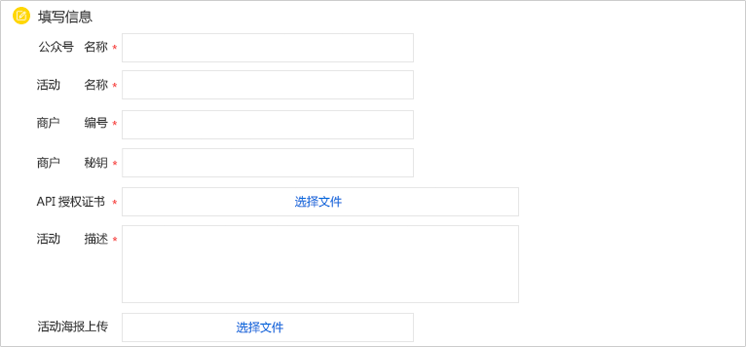 填写信息
公众号 名称 *
活动 名称 *
商户 编号 *
商户 秘钥 *
API 授权证书 * 选择文件
活动 描述 *
活动海报上传 选择文件